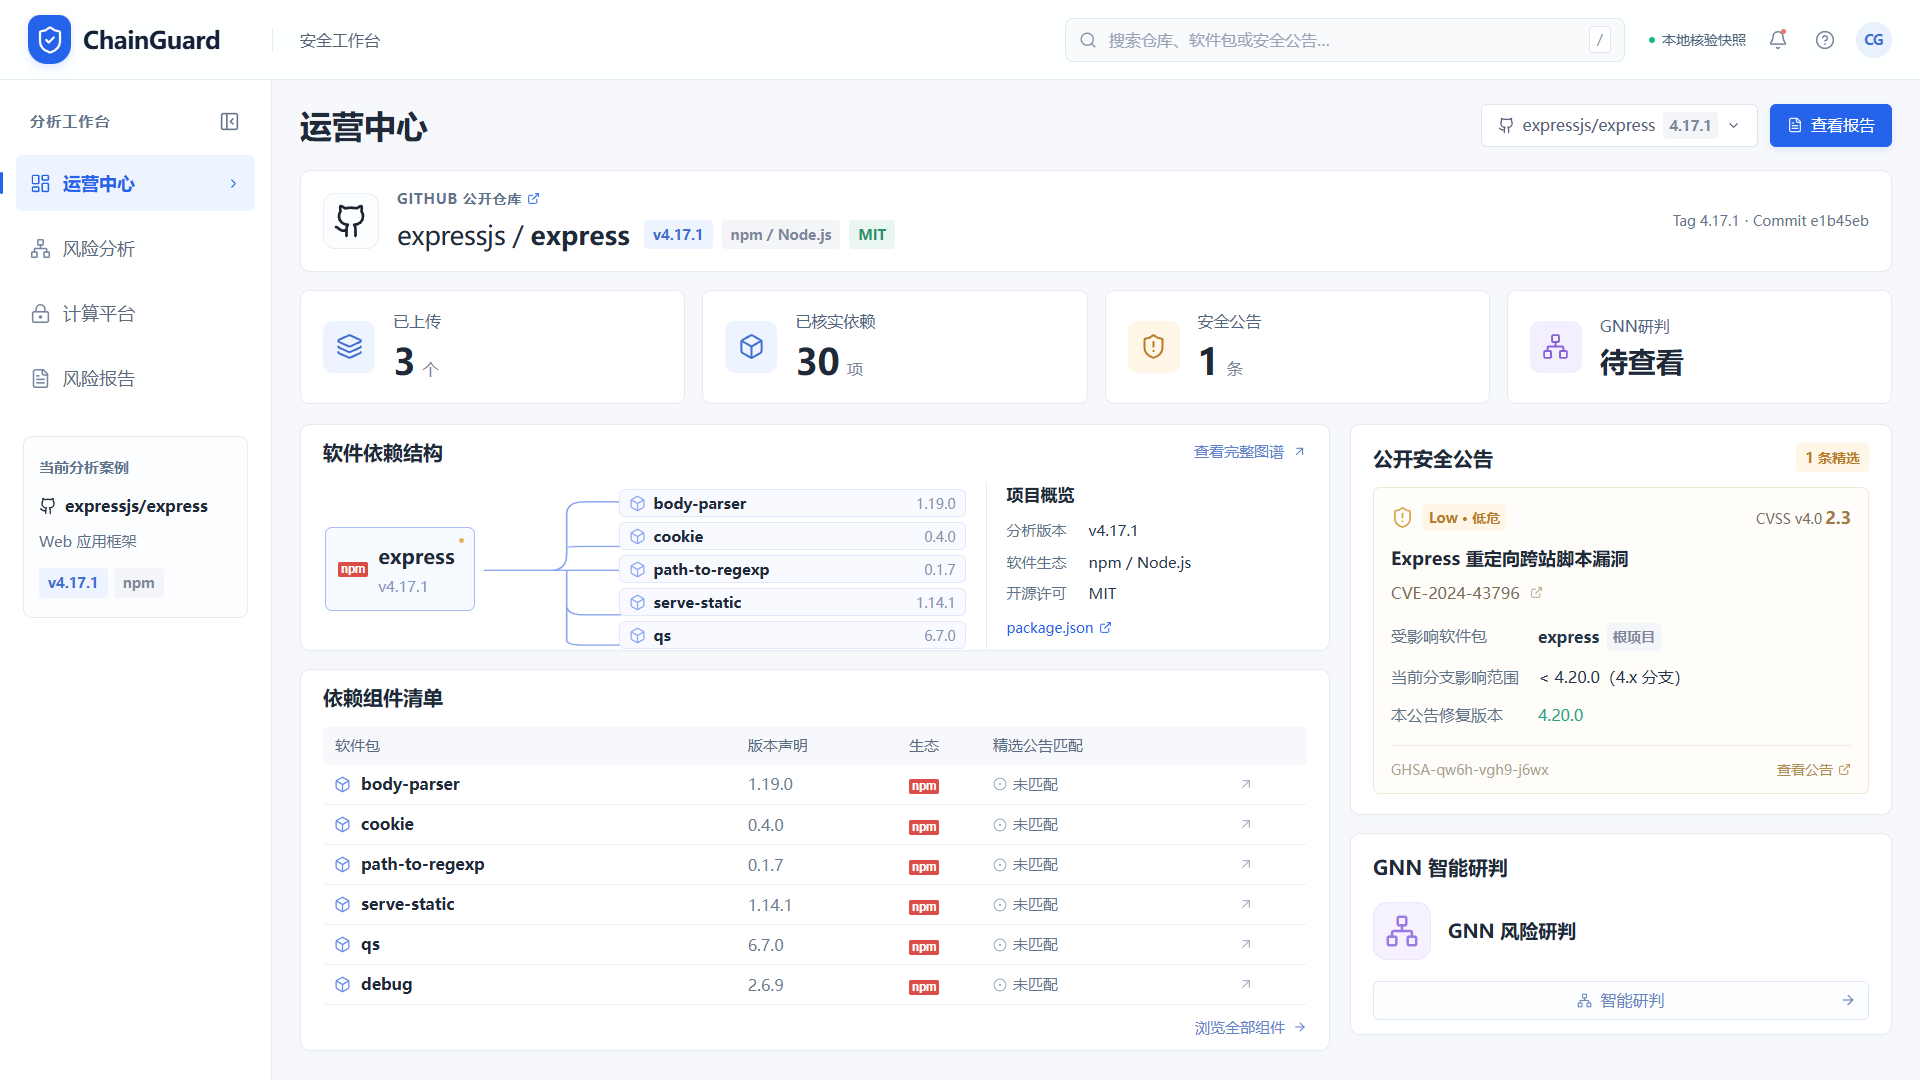 ChainGuard
安全工作台
搜索仓库、软件包或安全公告...
/
本地核验快照
CG
分析工作台
运营中心
风险分析
计算平台
风险报告
当前分析案例
expressjs/express
Web 应用框架
v4.17.1 npm
运营中心
expressjs/express 4.17.1
查看报告
GITHUB 公开仓库
expressjs / express v4.17.1 npm / Node.js MIT
Tag 4.17.1 · Commit e1b45eb
已上传
3 个
已核实依赖
30 项
安全公告
1 条
GNN研判
待查看
软件依赖结构
查看完整图谱
npm
express
v4.17.1
body-parser 1.19.0
cookie 0.4.0
path-to-regexp 0.1.7
serve-static 1.14.1
qs 6.7.0
项目概览
分析版本 v4.17.1
软件生态 npm / Node.js
开源许可 MIT
package.json
依赖组件清单
软件包 版本声明 生态 精选公告匹配
body-parser 1.19.0 npm 未匹配
cookie 0.4.0 npm 未匹配
path-to-regexp 0.1.7 npm 未匹配
serve-static 1.14.1 npm 未匹配
qs 6.7.0 npm 未匹配
debug 2.6.9 npm 未匹配
浏览全部组件
公开安全公告
1 条精选
Low • 低危
CVSS v4.0 2.3
Express 重定向跨站脚本漏洞
CVE-2024-43796
受影响软件包 express 根项目
当前分支影响范围 < 4.20.0（4.x 分支）
本公告修复版本 4.20.0
GHSA-qw6h-vgh9-j6wx
查看公告
GNN 智能研判
GNN 风险研判
智能研判